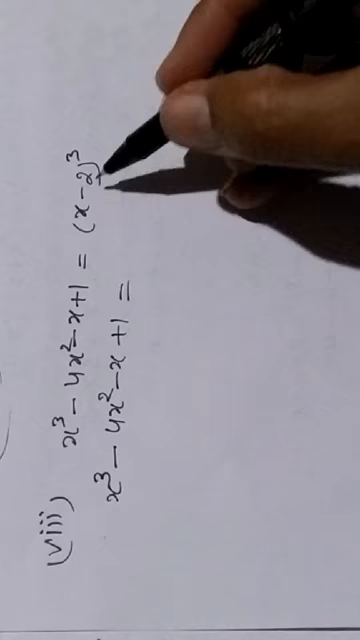 (viii) x³ - 4x² - x + 1 = (x - 2)³
x³ - 4x² - x + 1 =